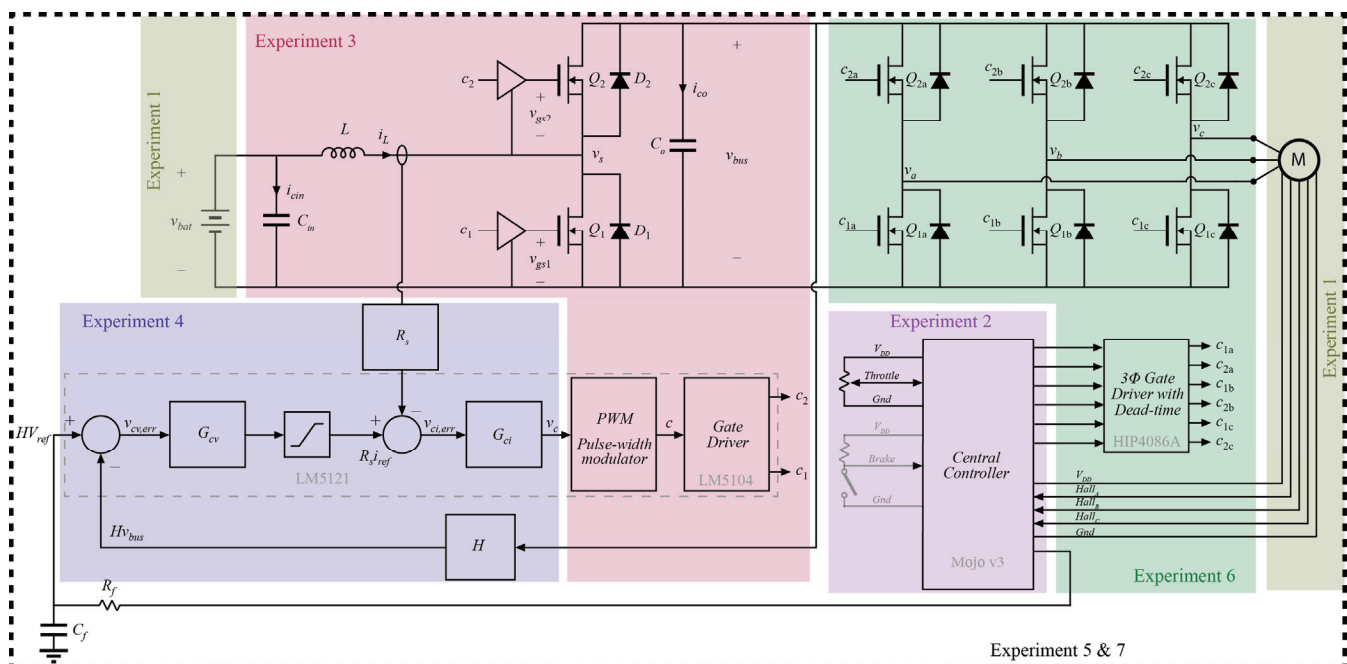 Experiment 1
Experiment 3
c2
vgs2
+
−
Q2
D2
ico
Co
+
vbus
−
L
iL
vs
+
vbat
−
icin
Cin
c1
vgs1
+
−
Q1
D1
c2a
Q2a
c2b
Q2b
c2c
Q2c
va
vb
vc
M
c1a
Q1a
c1b
Q1b
c1c
Q1c
Experiment 1
Experiment 4
Rs
HVref
+
−
vcv,err
Gcv
Rsiref
+
−
vci,err
Gci
vc
LM5121
PWM
Pulse-width
modulator
c
Gate
Driver
LM5104
c2
c1
Hvbus
H
Rf
Cf
Experiment 2
VDD
Throttle
Gnd
VDD
Brake
Gnd
Central
Controller
Mojo v3
3Φ Gate
Driver with
Dead-time
HIP4086A
c1a
c2a
c1b
c2b
c1c
c2c
VDD
HallA
HallB
HallC
Gnd
Experiment 6
Experiment 5 & 7